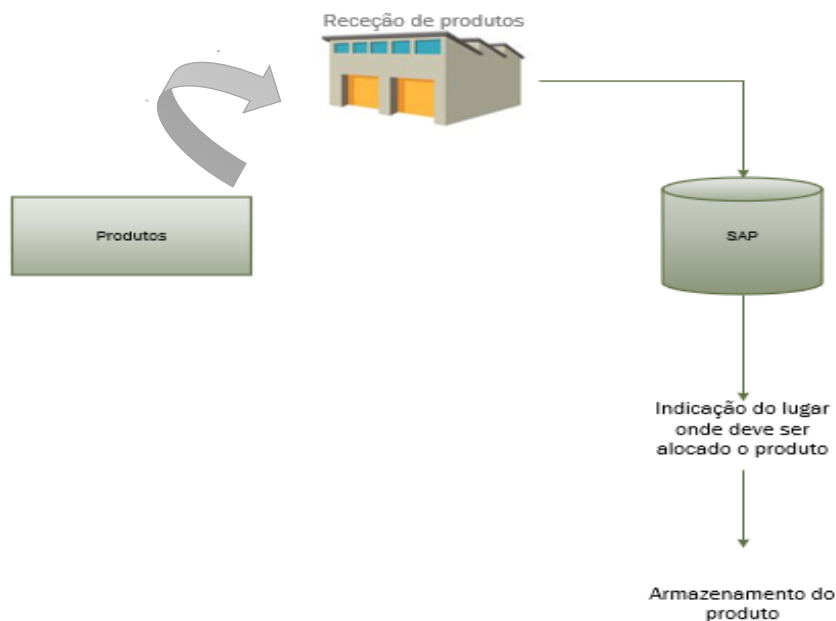 Receção de produtos
Produtos
SAP
Indicação do lugar
onde deve ser
alocado o produto
Armazenamento do
produto